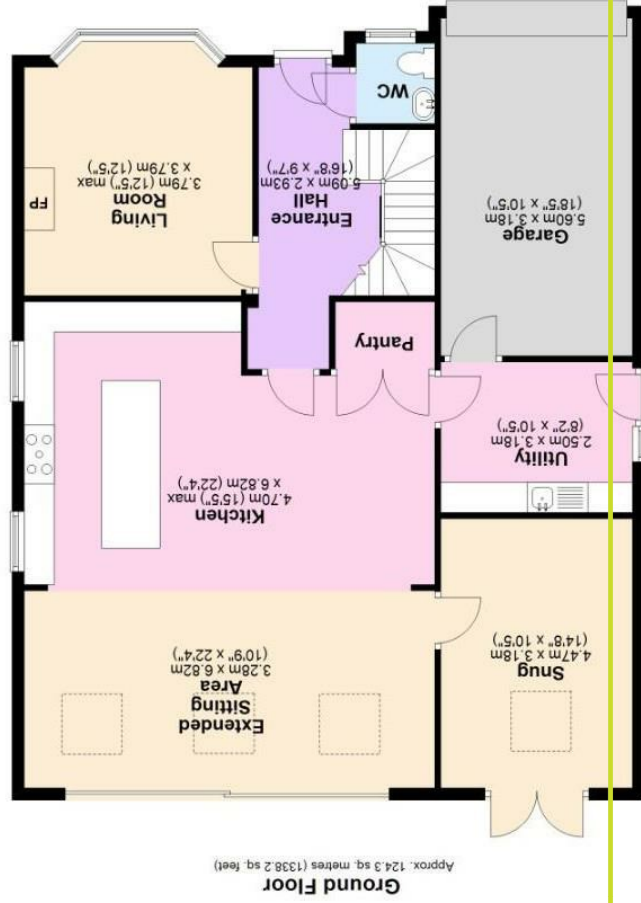 Ground Floor
Approx. 124.3 sq. metres (1338.2 sq. feet)
Snug
4.47m x 3.18m
(14'8" x 10'5")
Extended
Sitting
Area
3.28m x 6.82m
(10'9" x 22'4")
Utility
2.50m x 3.18m
(8'2" x 10'5")
Kitchen
4.70m (15'5") max
x 6.82m (22'4")
Pantry
Garage
5.60m x 3.18m
(18'5" x 10'5")
Entrance
Hall
5.09m x 2.93m
(16'8" x 9'7")
Living
Room
3.79m (12'5") max
x 3.79m (12'5")
FP
WC